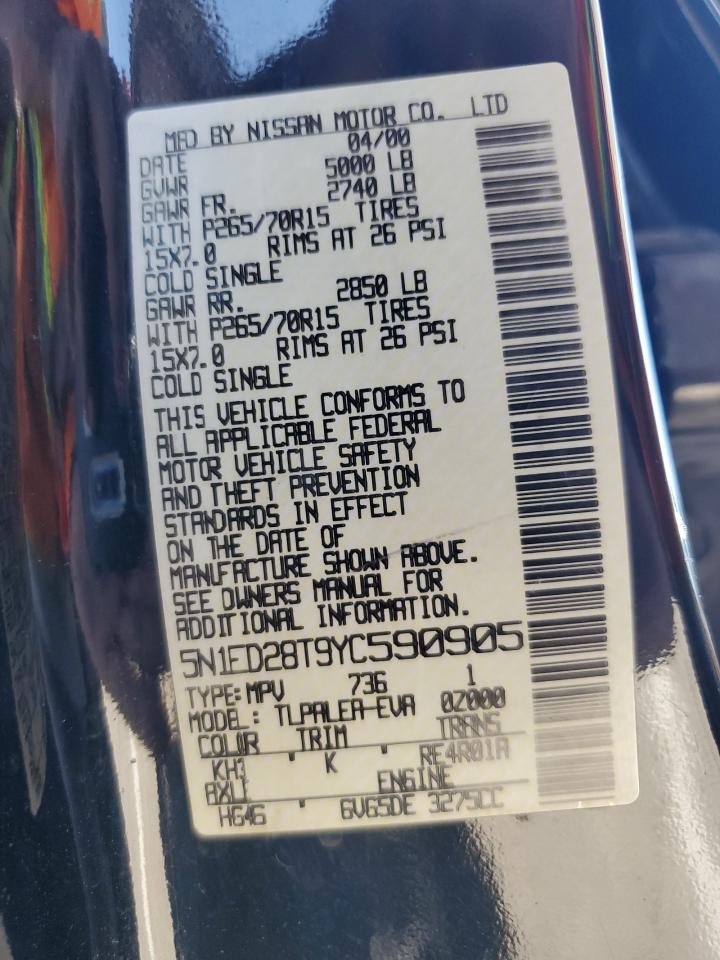 MFD BY NISSAN MOTOR CO., LTD
DATE 04/00
GVWR 5000 LB
GAWR FR. 2740 LB
WITH P265/70R15 TIRES
15X7.0 RIMS AT 26 PSI
COLD SINGLE
GAWR RR. 2850 LB
WITH P265/70R15 TIRES
15X7.0 RIMS AT 26 PSI
COLD SINGLE
THIS VEHICLE CONFORMS TO
ALL APPLICABLE FEDERAL
MOTOR VEHICLE SAFETY
AND THEFT PREVENTION
STANDARDS IN EFFECT
ON THE DATE OF
MANUFACTURE SHOWN ABOVE.
SEE OWNERS MANUAL FOR
ADDITIONAL INFORMATION.
5N1ED28T9YC590905
TYPE: MPV 736 1
MODEL: TLPALEA-EVA 0Z000
COLOR TRIM TRANS
KH3 K RE4R01A
AXLE ENGINE
HG46 6VG5DE 3275CC